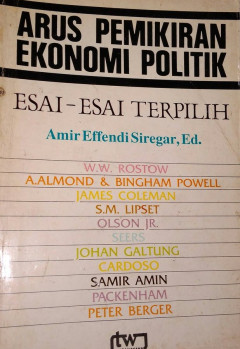 ARUS PEMIKIRAN
EKONOMI POLITIK
ESAI-ESAI TERPILIH
Amir Effendi Siregar, Ed.
W.W. ROSTOW
A.ALMOND & BINGHAM POWELL
JAMES COLEMAN
S.M. LIPSET
OLSON JR.
SEERS
JOHAN GALTUNG
CARDOSO
SAMIR AMIN
PACKENHAM
PETER BERGER
tw